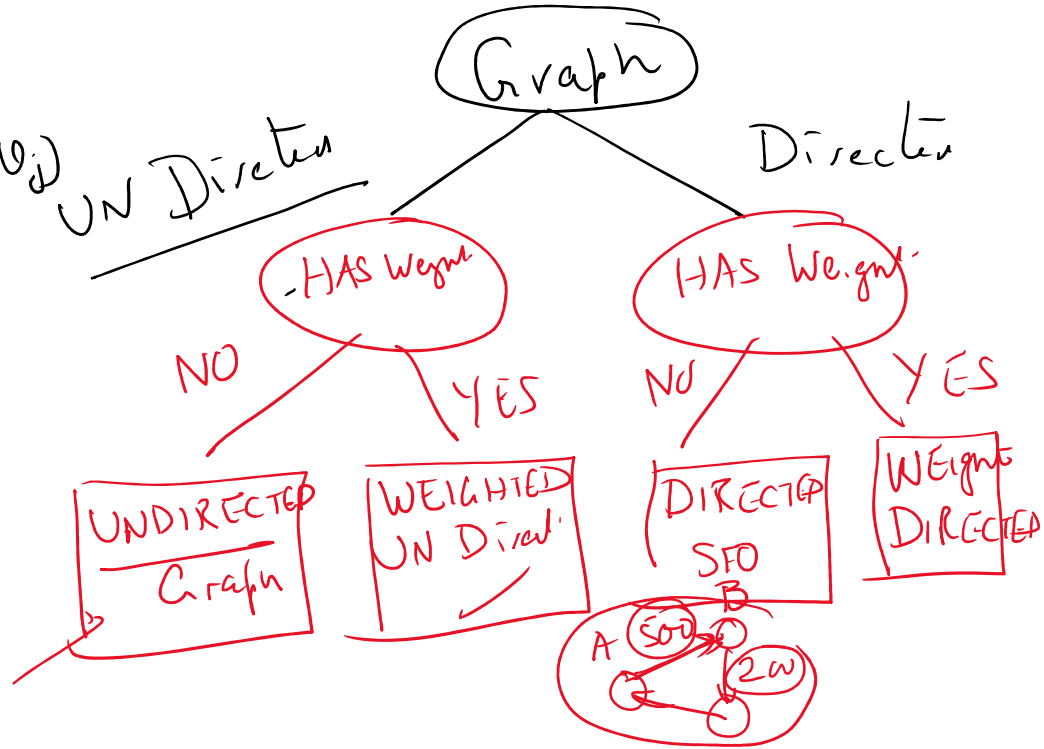 Graph
UN Directed
Directed
HAS Weight
HAS Weight
NO
YES
NO
YES
UNDIRECTED
Graph
WEIGHTED
UN Direct
DIRECTED
SFO
WEIGHT
DIRECTED
B
A
500
200